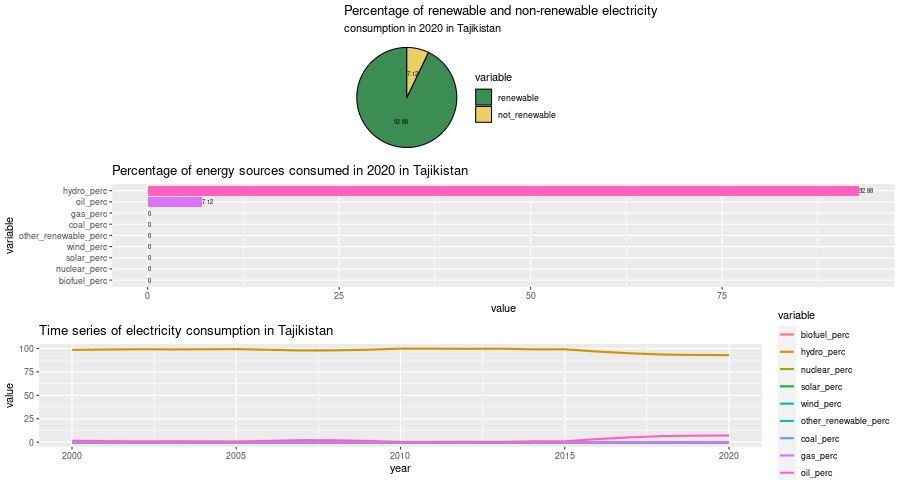 Percentage of renewable and non-renewable electricity
consumption in 2020 in Tajikistan
7.12
92.88
variable
renewable
not_renewable
Percentage of energy sources consumed in 2020 in Tajikistan
variable
hydro_perc
92.88
oil_perc
7.12
gas_perc
0
coal_perc
0
other_renewable_perc
0
wind_perc
0
solar_perc
0
nuclear_perc
0
biofuel_perc
0
0 25 50 75
value
Time series of electricity consumption in Tajikistan
value
100
75
50
25
0
2000 2005 2010 2015 2020
year
variable
biofuel_perc
hydro_perc
nuclear_perc
solar_perc
wind_perc
other_renewable_perc
coal_perc
gas_perc
oil_perc